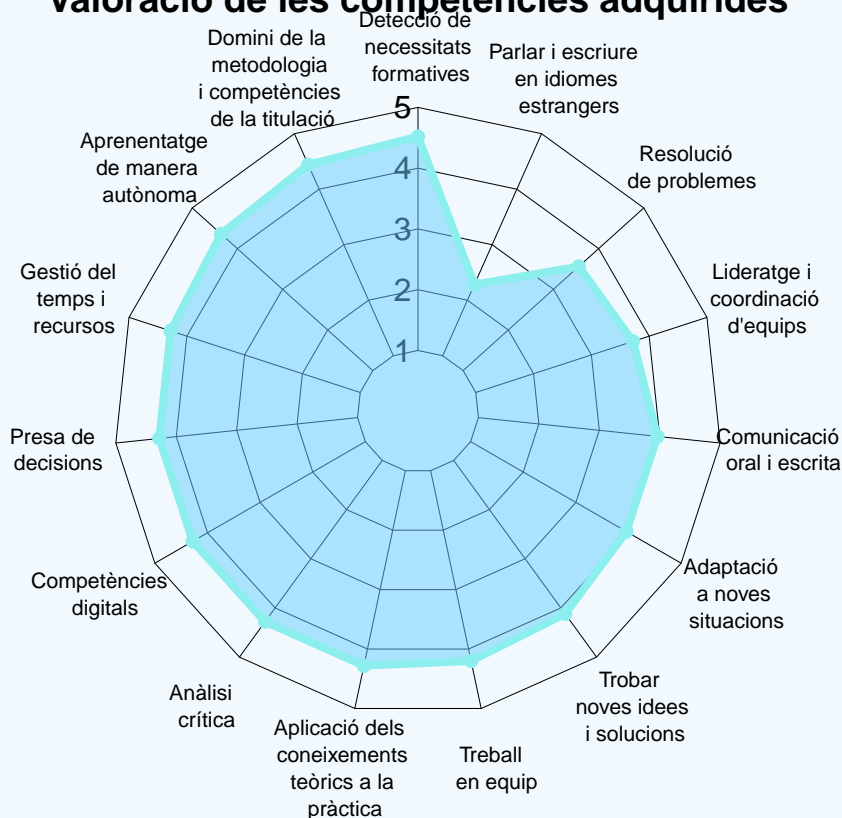 Valoració de les competències adquirides
Detecció de
necessitats
formatives
Parlar i escriure
en idiomes
estrangers
Resolució
de problemes
Lideratge i
coordinació
d'equips
Comunicació
oral i escrita
Adaptació
a noves
situacions
Trobar
noves idees
i solucions
Treball
en equip
Aplicació dels
coneixements
teòrics a la
pràctica
Anàlisi
crítica
Competències
digitals
Presa de
decisions
Gestió del
temps i
recursos
Aprenentatge
de manera
autònoma
Domini de la
metodologia
i competències
de la titulació
5
4
3
2
1